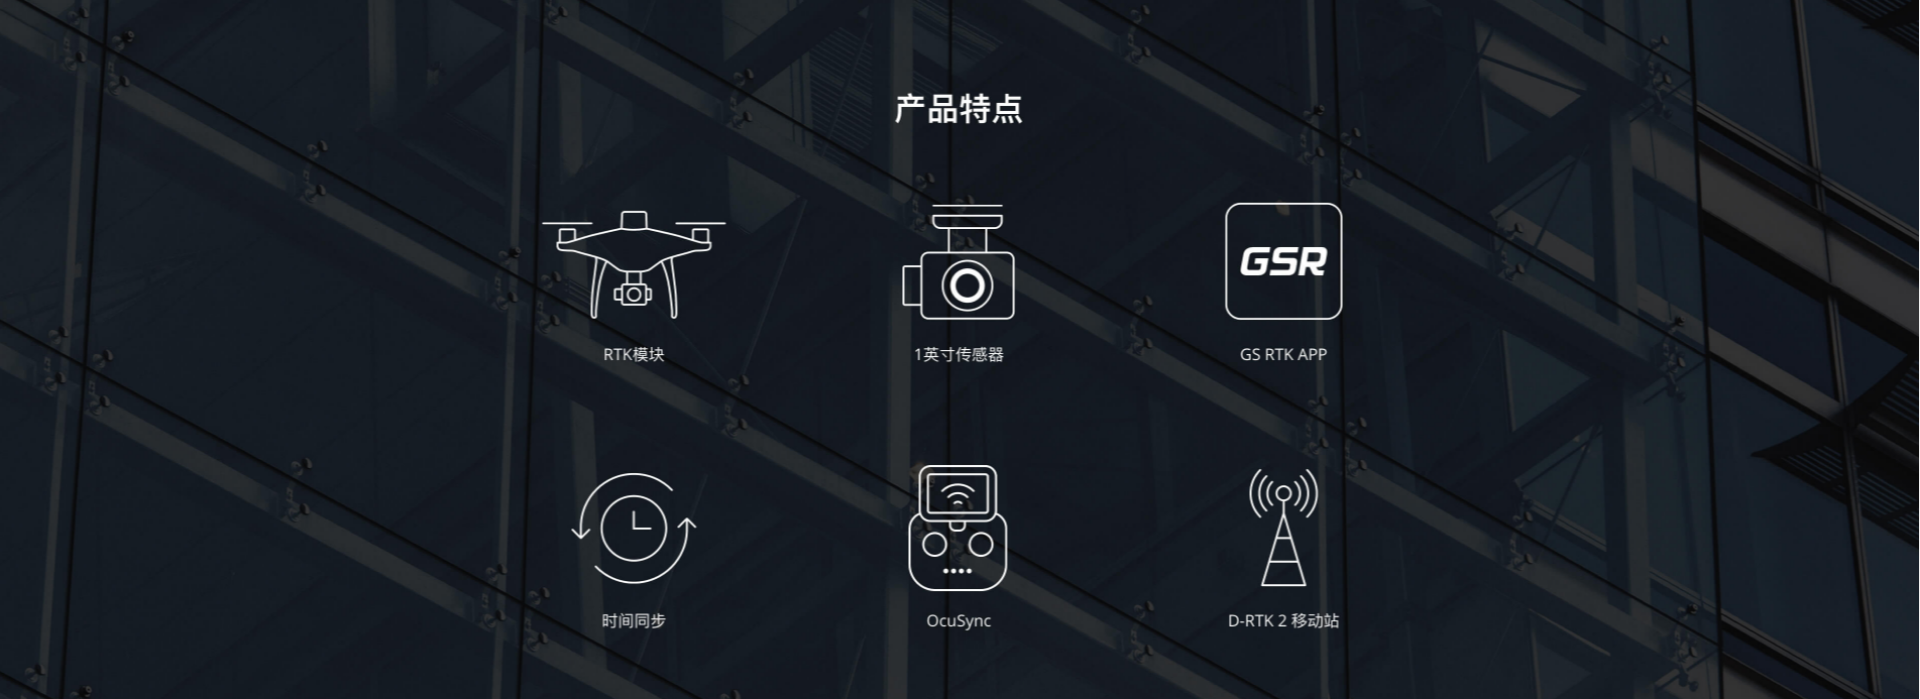 产品特点
GSR
RTK模块
1英寸传感器
GS RTK APP
时间同步
OcuSync
D-RTK 2 移动站